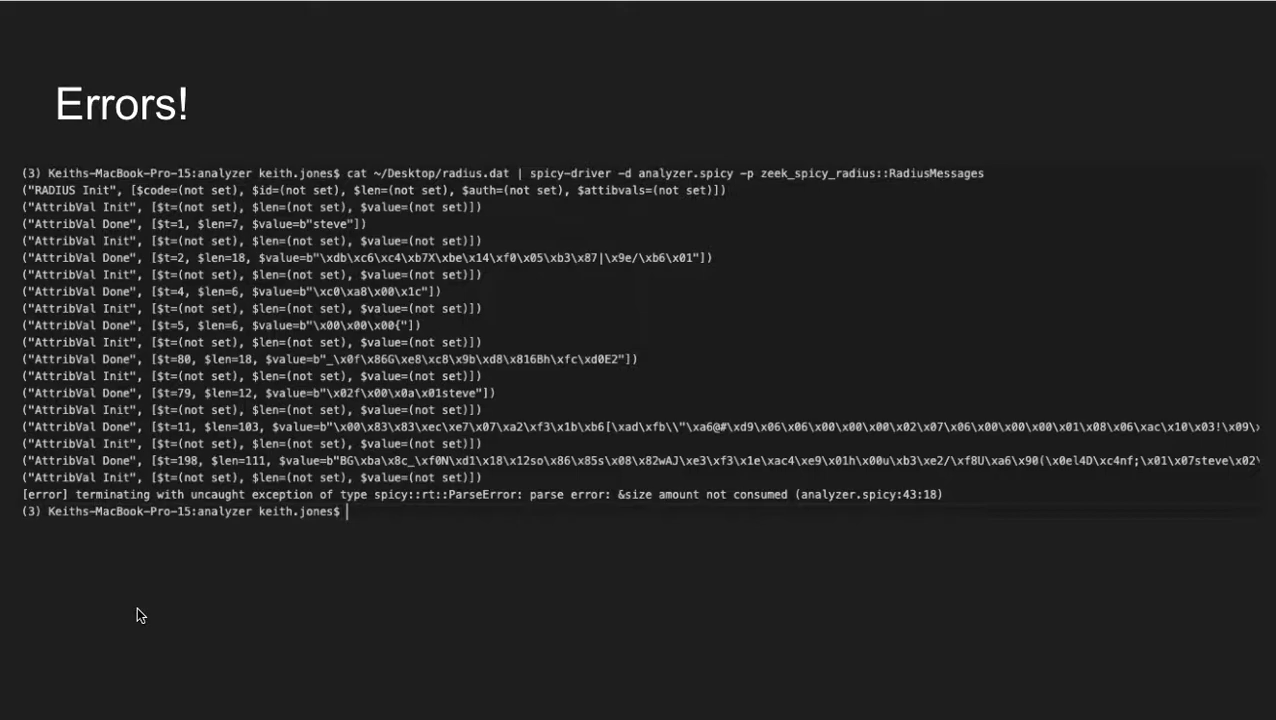 Errors!
(3) Keiths-MacBook-Pro-15:analyzer keith.jones$ cat ~/Desktop/radius.dat | spicy-driver -d analyzer.spicy -p zeek_spicy_radius::RadiusMessages
("RADIUS Init", [$code=(not set), $id=(not set), $len=(not set), $auth=(not set), $attibvals=(not set)])
("AttribVal Init", [$t=(not set), $len=(not set), $value=(not set)])
("AttribVal Done", [$t=1, $len=7, $value=b"steve"])
("AttribVal Init", [$t=(not set), $len=(not set), $value=(not set)])
("AttribVal Done", [$t=2, $len=18, $value=b"\xdb\xc6\xc4\xb7X\xbe\x14\xf0\x05\xb3\x87|\x9e/\xb6\x01"])
("AttribVal Init", [$t=(not set), $len=(not set), $value=(not set)])
("AttribVal Done", [$t=4, $len=6, $value=b"\xc0\xa8\x00\x1c"])
("AttribVal Init", [$t=(not set), $len=(not set), $value=(not set)])
("AttribVal Done", [$t=5, $len=6, $value=b"\x00\x00\x00{"])
("AttribVal Init", [$t=(not set), $len=(not set), $value=(not set)])
("AttribVal Done", [$t=80, $len=18, $value=b"_\x0f\x86G\xe8\xc8\x9b\xd8\x816Bh\xfc\xd0E2"])
("AttribVal Init", [$t=(not set), $len=(not set), $value=(not set)])
("AttribVal Done", [$t=79, $len=12, $value=b"\x02f\x00\x0a\x01steve"])
("AttribVal Init", [$t=(not set), $len=(not set), $value=(not set)])
("AttribVal Done", [$t=11, $len=103, $value=b"\x00\x83\x83\xec\xe7\x07\xa2\xf3\x1b\xb6[\xad\xfb\\"\xa6@#\xd9\x06\x06\x00\x00\x00\x02\x07\x06\x00\x00\x00\x01\x08\x06\xac\x10\x03!\x09\
("AttribVal Init", [$t=(not set), $len=(not set), $value=(not set)])
("AttribVal Done", [$t=198, $len=111, $value=b"BG\xba\x8c_\xf0N\xd1\x18\x12so\x86\x85s\x08\x82wAJ\xe3\xf3\x1e\xac4\xe9\x01h\x00u\xb3\xe2/\xf8U\xa6\x90(\x0el4D\xc4nf;\x01\x07steve\x02\
("AttribVal Init", [$t=(not set), $len=(not set), $value=(not set)])
[error] terminating with uncaught exception of type spicy::rt::ParseError: parse error: &size amount not consumed (analyzer.spicy:43:18)
(3) Keiths-MacBook-Pro-15:analyzer keith.jones$